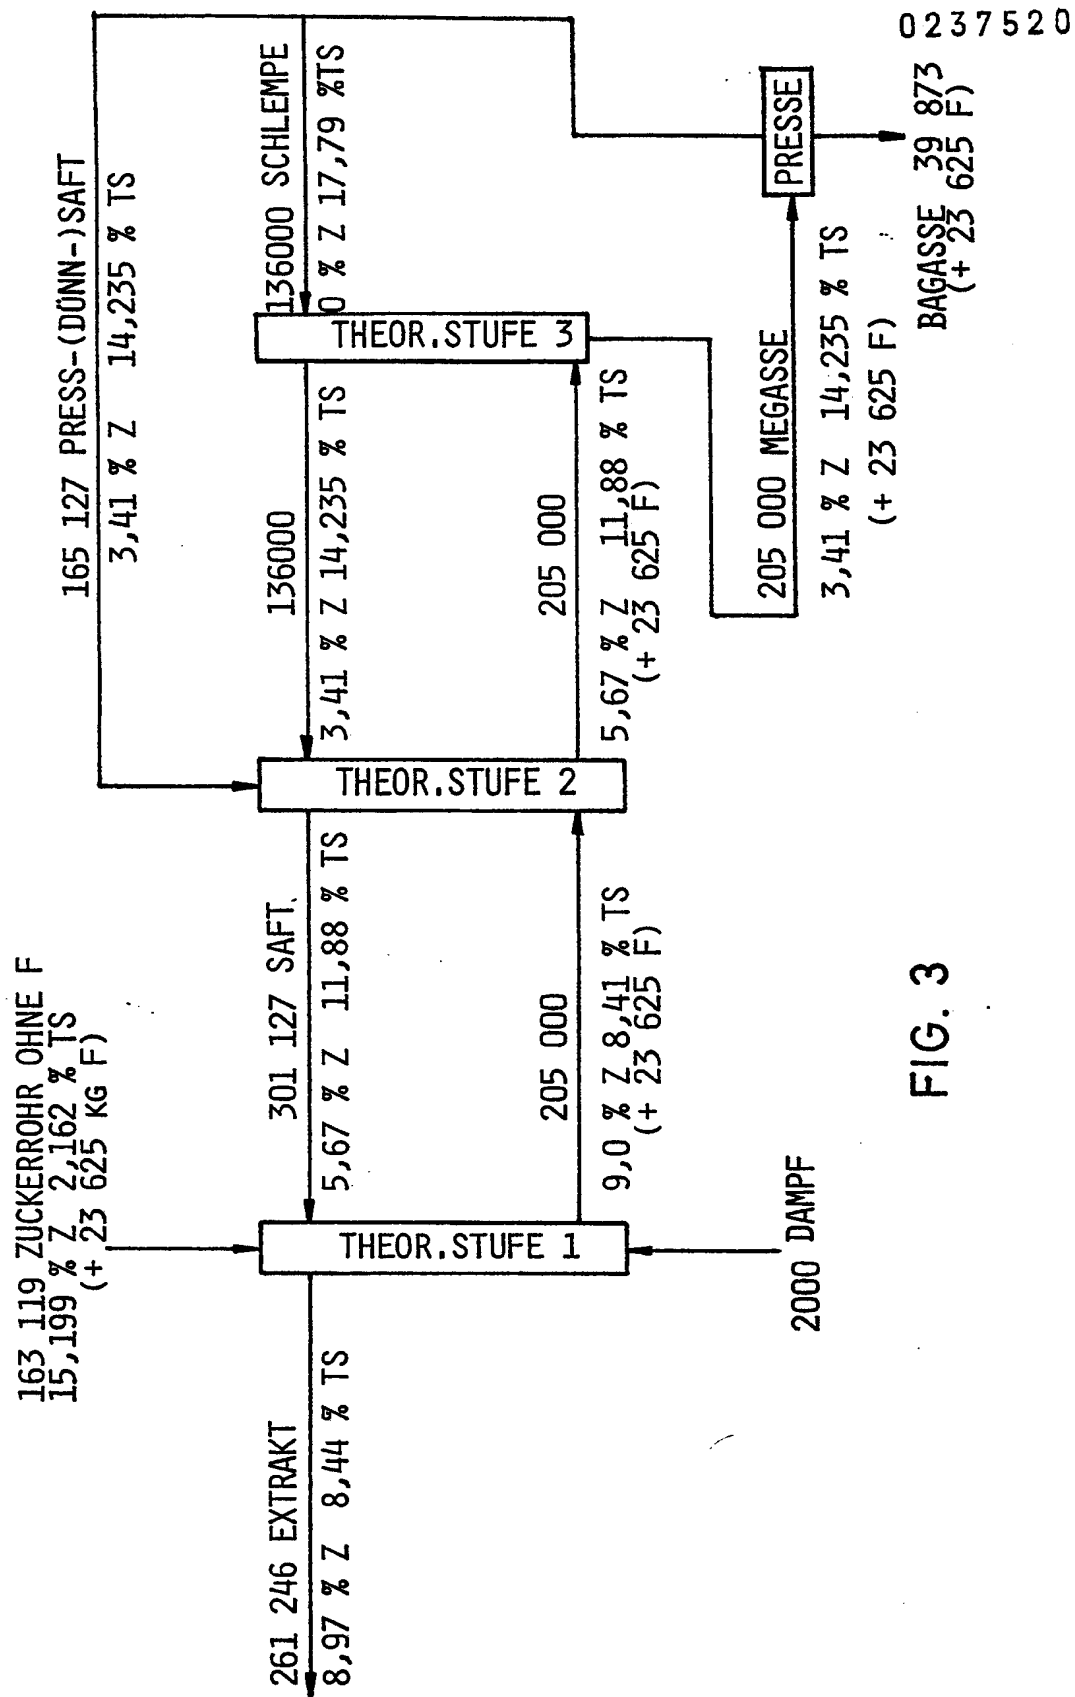 0237520
163 119 ZUCKERROHR OHNE F
15,199 % Z 2,162 % TS
(+ 23 625 KG F)
165 127 PRESS-(DÜNN-)SAFT
3,41 % Z 14,235 % TS
261 246 EXTRAKT
8,97 % Z 8,44 % TS
THEOR.STUFE 1
301 127 SAFT
5,67 % Z 11,88 % TS
THEOR.STUFE 2
136000
3,41 % Z 14,235 % TS
THEOR.STUFE 3
136000 SCHLEMPE
0 % Z 17,79 %TS
205 000
9,0 % Z 8,41 % TS
(+ 23 625 F)
205 000
5,67 % Z 11,88 % TS
(+ 23 625 F)
2000 DAMPF
205 000 MEGASSE
3,41 % Z 14,235 % TS
(+ 23 625 F)
PRESSE
BAGASSE 39 873
(+ 23 625 F)
FIG. 3